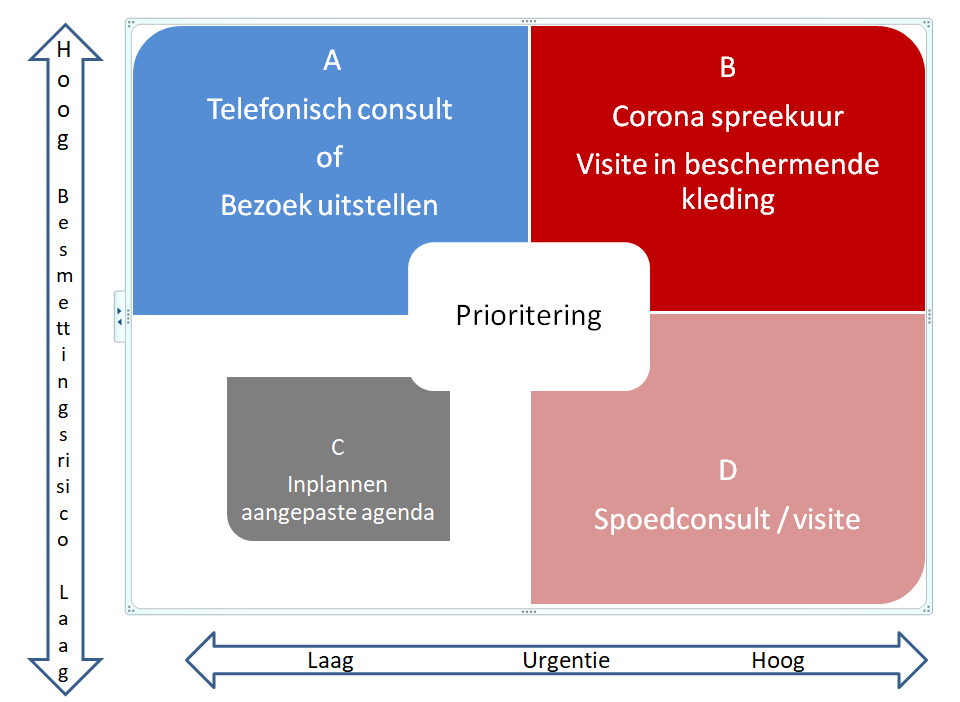 Hoog Besmettingsrisico Laag
A
Telefonisch consult
of
Bezoek uitstellen
B
Corona spreekuur
Visite in beschermende
kleding
Prioritering
C
Inplannen
aangepaste agenda
D
Spoedconsult / visite
Laag Urgentie Hoog